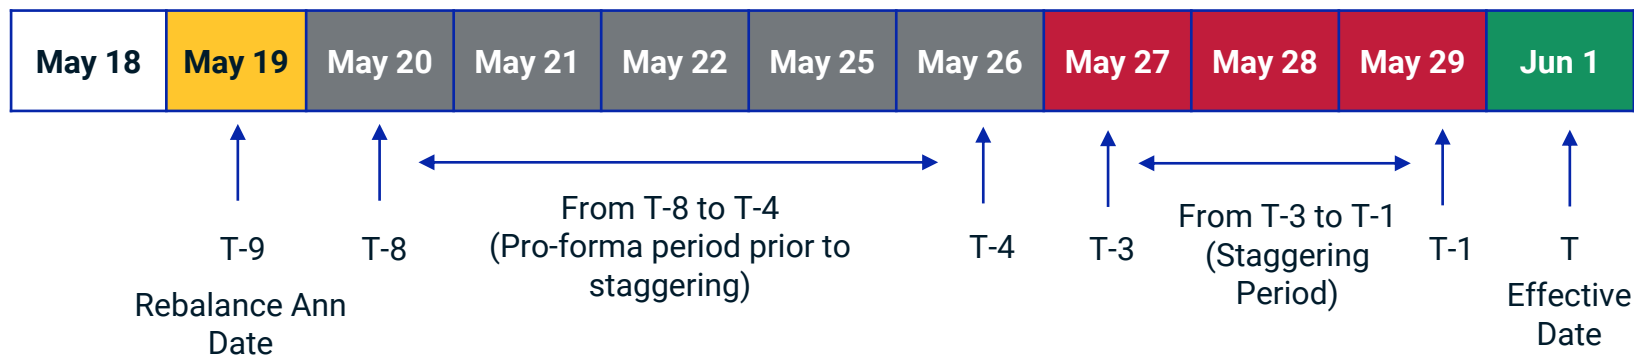 May 18 May 19 May 20 May 21 May 22 May 25 May 26 May 27 May 28 May 29 Jun 1
T-9
Rebalance Ann
Date
T-8
From T-8 to T-4
(Pro-forma period prior to
staggering)
T-4
T-3
From T-3 to T-1
(Staggering
Period)
T-1
T
Effective
Date